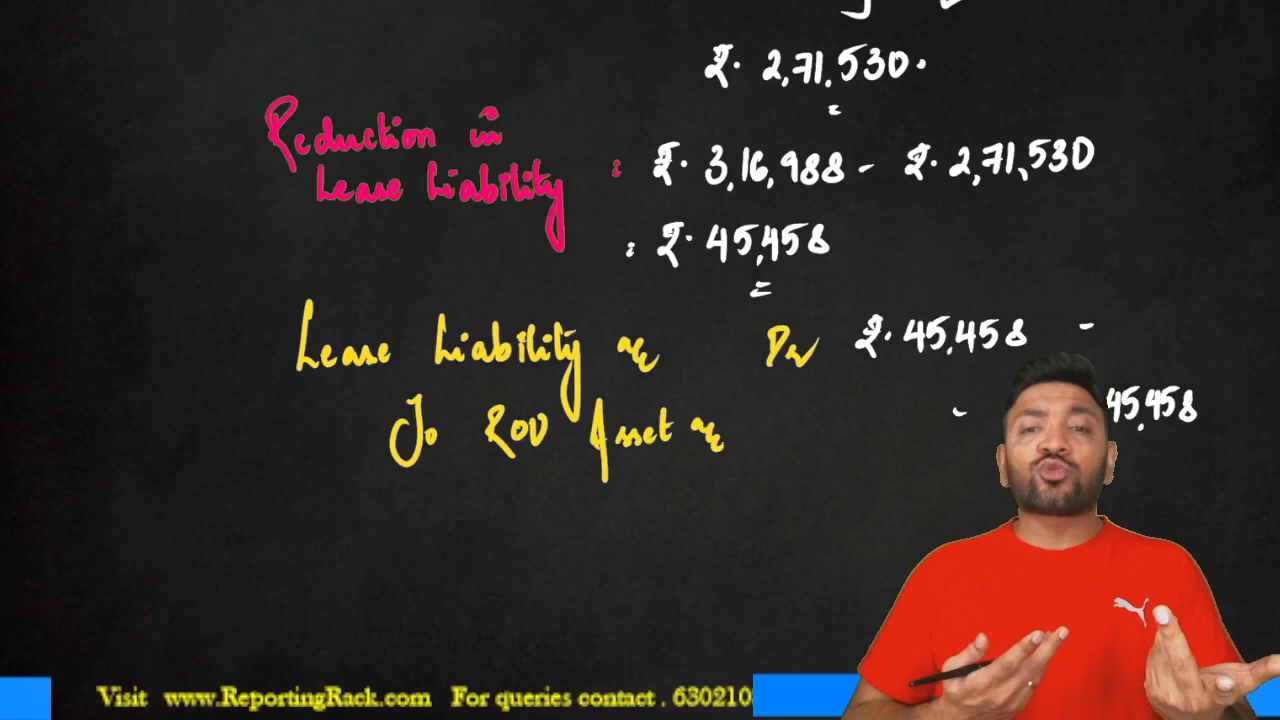 ₹. 2,71,530.
Reduction in
Lease Liability : ₹. 3,16,988 - ₹. 2,71,530
: ₹. 45,458
Lease Liability a/c Dr ₹. 45,458 -
To ROU Asset a/c - 45,458
Visit www.ReportingRack.com For queries contact . 630210